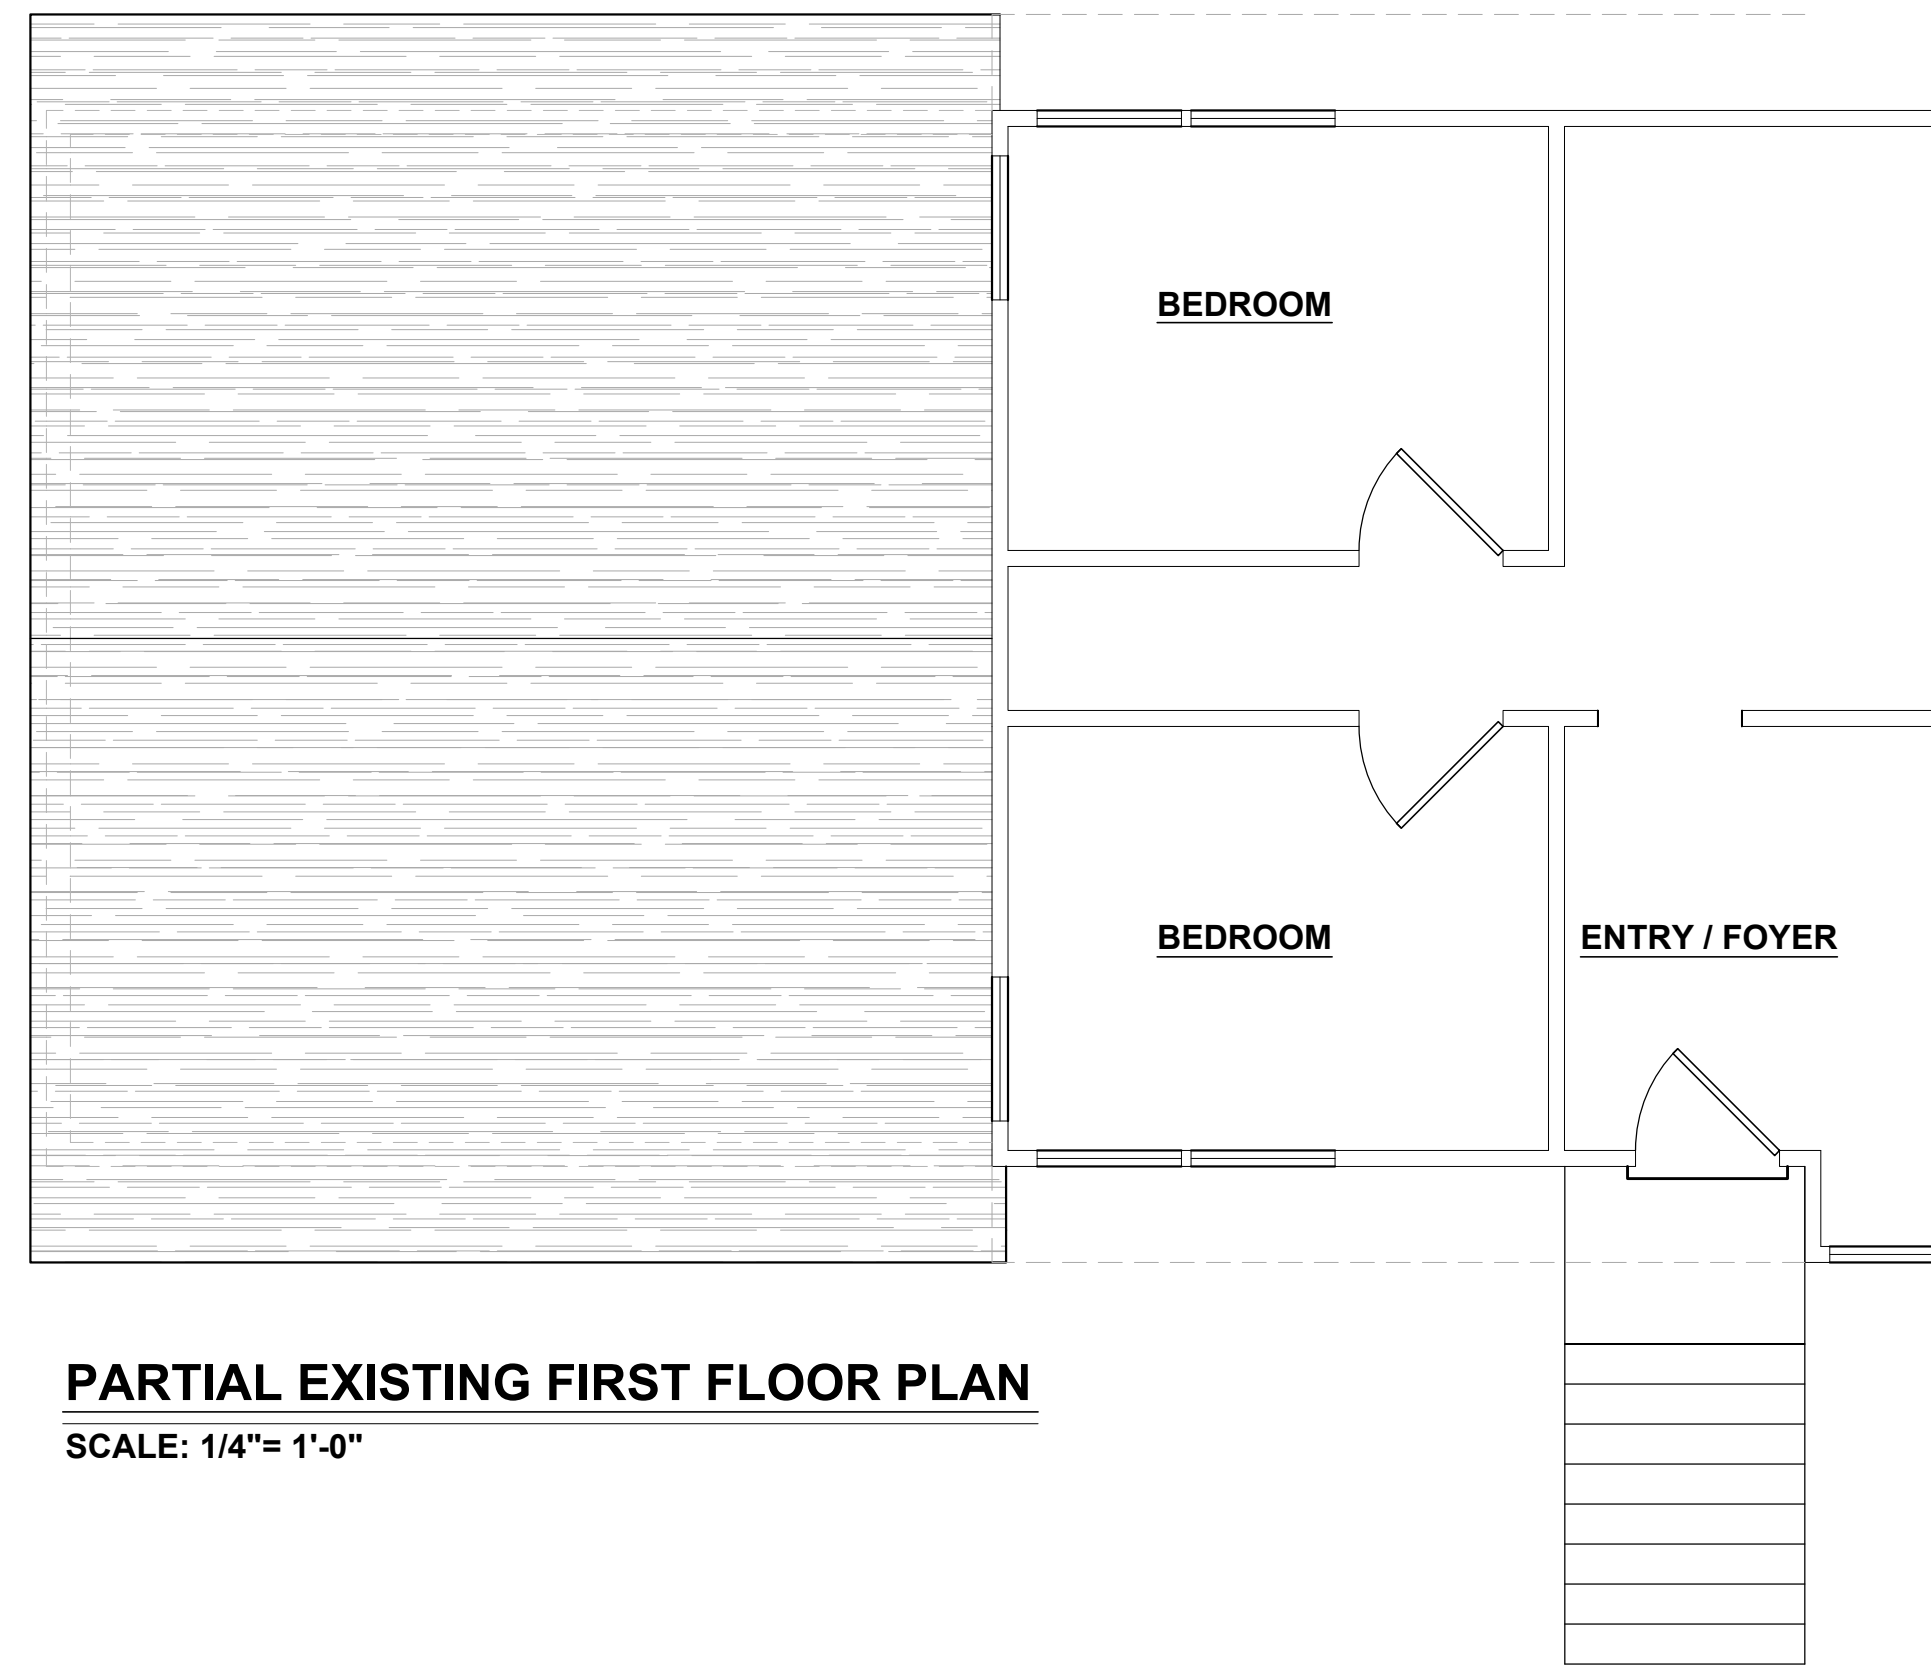 BEDROOM
BEDROOM
ENTRY / FOYER
PARTIAL EXISTING FIRST FLOOR PLAN
SCALE: 1/4"= 1'-0"